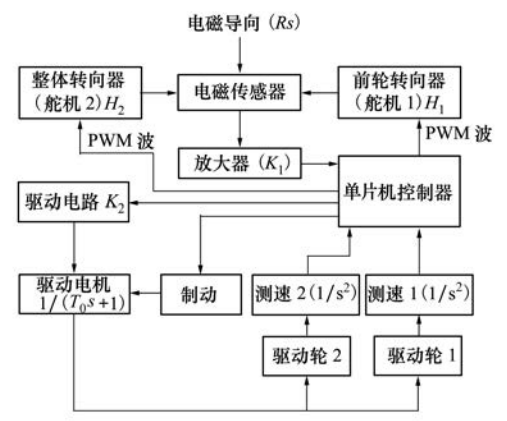 电磁导向 (Rs)
整体转向器
(舵机 2) H₂
电磁传感器
前轮转向器
(舵机 1) H₁
PWM 波
PWM 波
放大器 (K₁)
单片机控制器
驱动电路 K₂
驱动电机
1/(T₀s+1)
制动
测速 2 (1/s²)
测速 1 (1/s²)
驱动轮 2
驱动轮 1